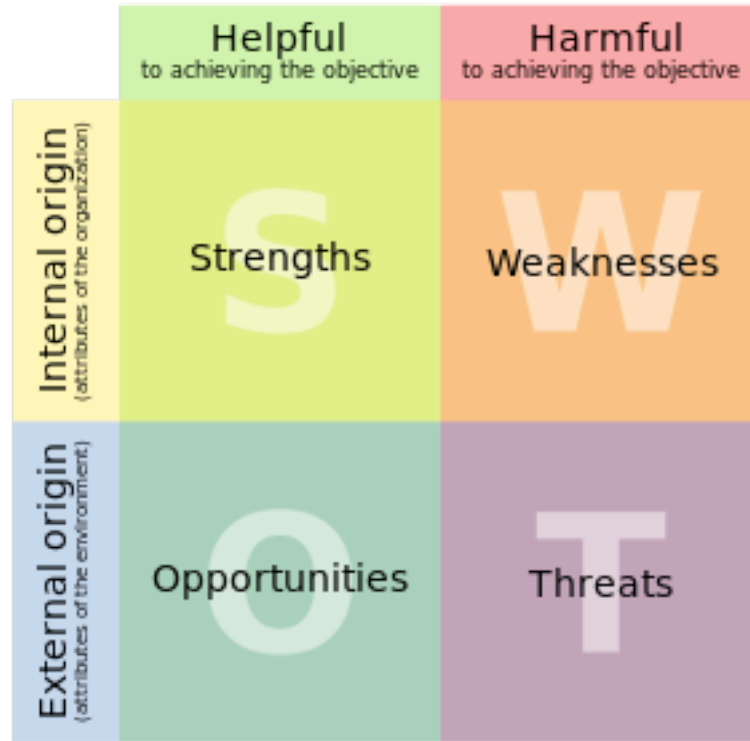 Helpful
to achieving the objective
Harmful
to achieving the objective
Internal origin
(attributes of the organization)
S
Strengths
W
Weaknesses
External origin
(attributes of the environment)
O
Opportunities
T
Threats